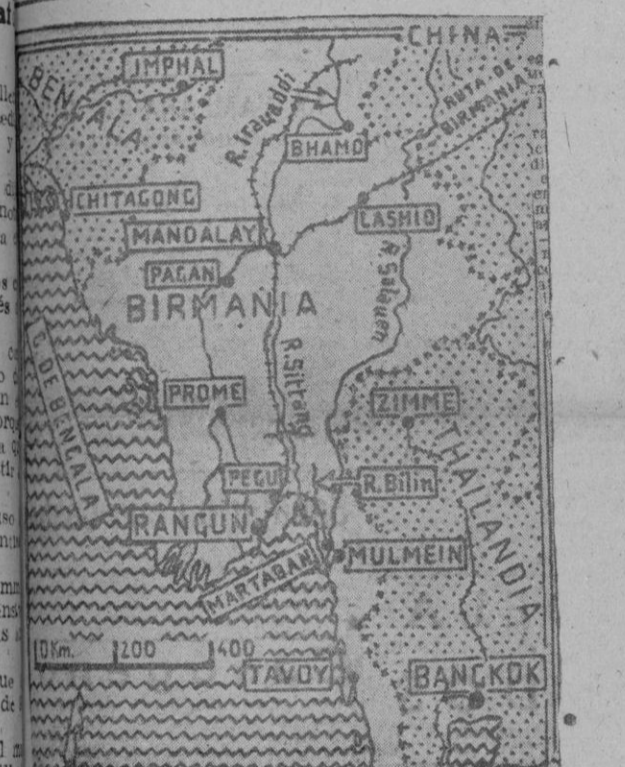 CHINA
BENGALA
IMPHAL
RUTA DE
BIRMANIA
R. Irawaddi
BHAMO
CHITAGONG
LASHIO
MANDALAY
R. Saluen
PAGAN
BIRMANIA
G. DE BENGALA
R. Sittang
PROME
ZIMME
THAILANDIA
PEGU
R. Bilin
RANGUN
MARTABAN
MULMEIN
0 Km. 200 400
TAVOY
BANGKOK